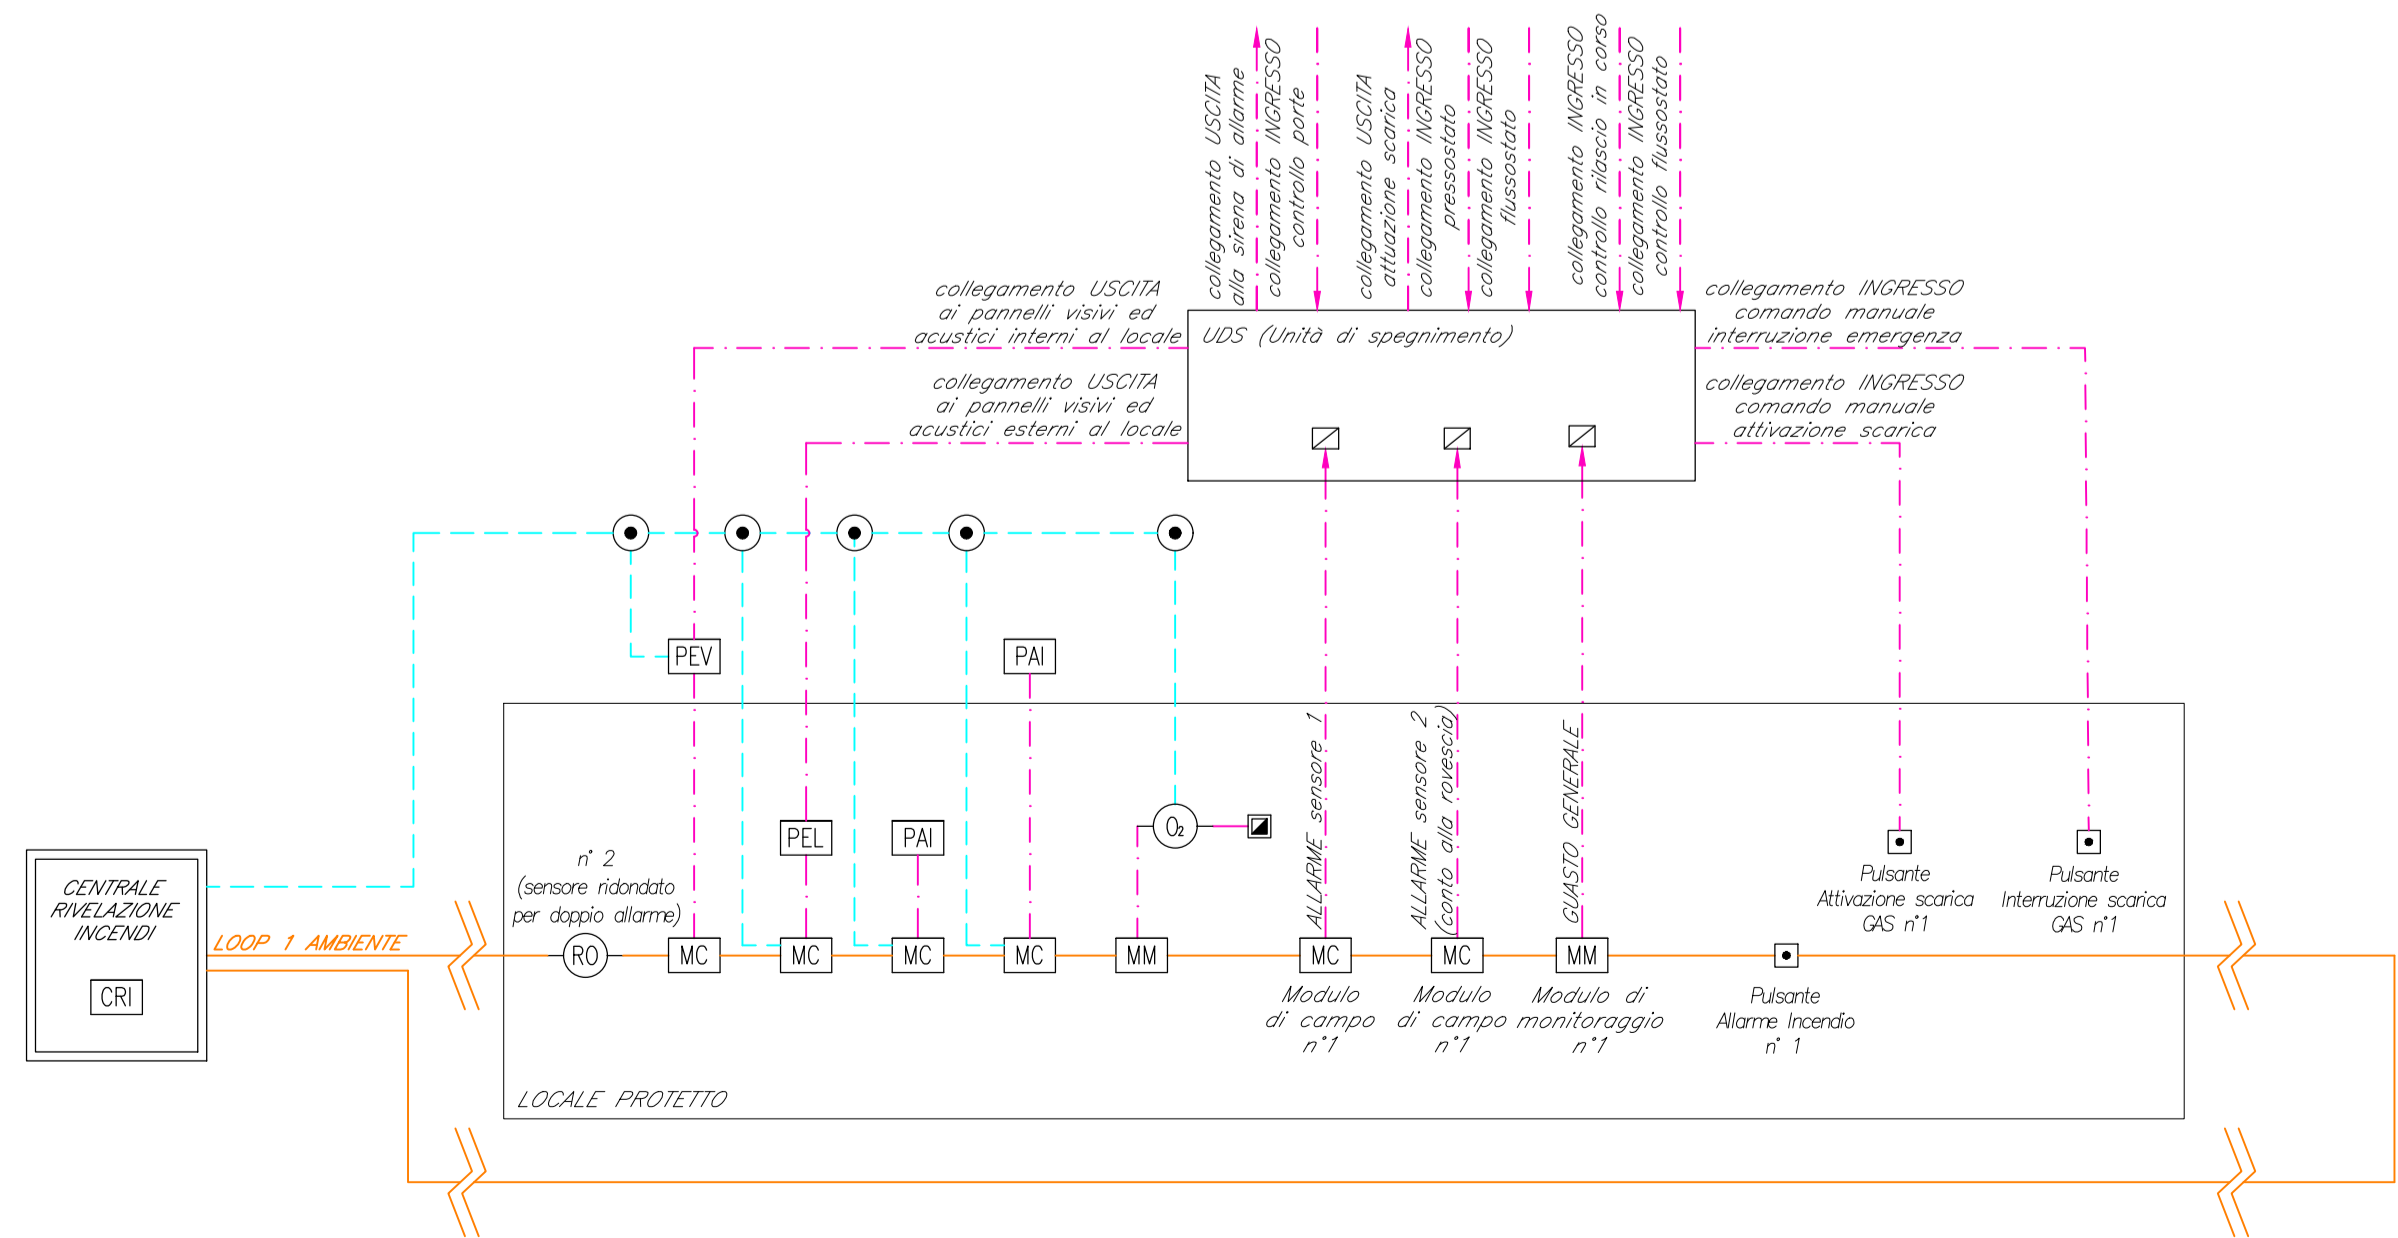 collegamento USCITA
alla sirena di allarme
collegamento INGRESSO
controllo porte
collegamento USCITA
attuazione scarica
collegamento INGRESSO
pressostato
collegamento INGRESSO
flussostato
collegamento INGRESSO
controllo rilascio in corso
collegamento INGRESSO
controllo flussostato
collegamento USCITA
ai pannelli visivi ed
acustici interni al locale
UDS (Unità di spegnimento)
collegamento INGRESSO
comando manuale
interruzione emergenza
collegamento USCITA
ai pannelli visivi ed
acustici esterni al locale
collegamento INGRESSO
comando manuale
attivazione scarica
PEV
PAI
ALLARME sensore 1
ALLARME sensore 2
(conto alla rovescia)
GUASTO GENERALE
PEL
PAI
O2
n° 2
(sensore ridondato
per doppio allarme)
Pulsante
Attivazione scarica
GAS n°1
Pulsante
Interruzione scarica
GAS n°1
CENTRALE
RIVELAZIONE
INCENDI
CRI
LOOP 1 AMBIENTE
RO
MC
MC
MC
MC
MM
MC
MC
MM
Modulo
di campo
n°1
Modulo
di campo
n°1
Modulo di
monitoraggio
n°1
Pulsante
Allarme Incendio
n° 1
LOCALE PROTETTO